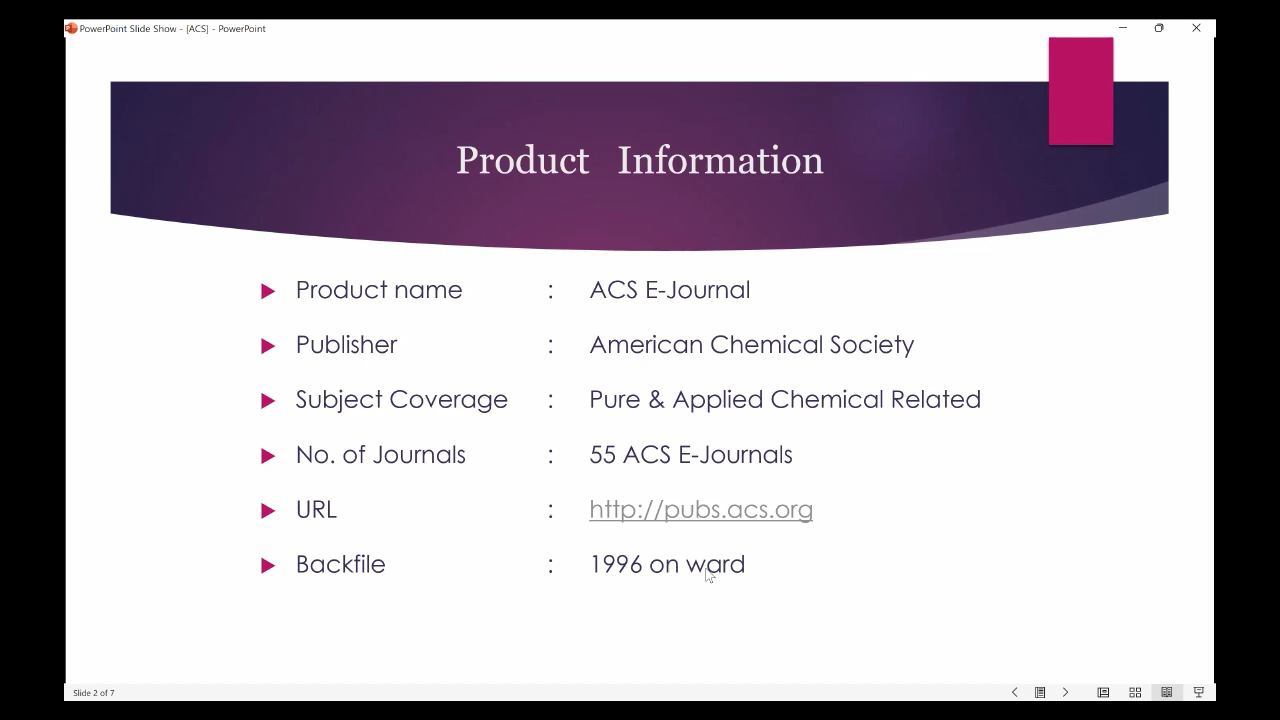 PowerPoint Slide Show - [ACS] - PowerPoint
Product Information
Product name : ACS E-Journal
Publisher : American Chemical Society
Subject Coverage : Pure & Applied Chemical Related
No. of Journals : 55 ACS E-Journals
URL : http://pubs.acs.org
Backfile : 1996 on ward
Slide 2 of 7